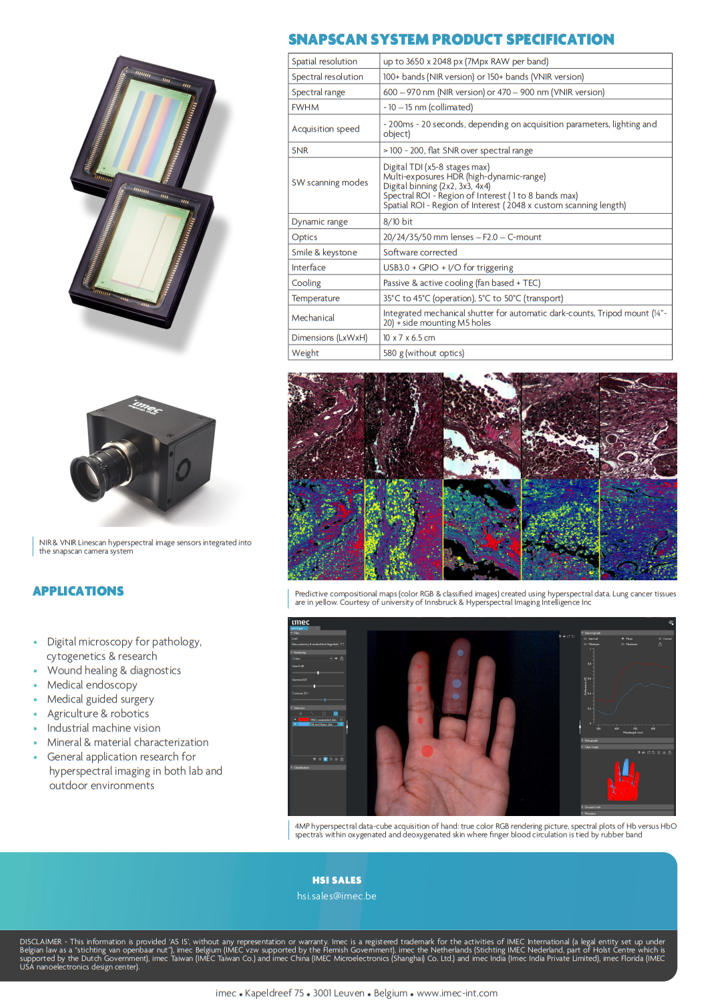 SNAPSCAN SYSTEM PRODUCT SPECIFICATION
Spatial resolution up to 3650 x 2048 px (7Mpx RAW per band)
Spectral resolution 100+ bands (NIR version) or 150+ bands (VNIR version)
Spectral range 600 – 970 nm (NIR version) or 470 – 900 nm (VNIR version)
FWHM ~ 10 – 15 nm (collimated)
Acquisition speed ~ 200ms - 20 seconds, depending on acquisition parameters, lighting and
object)
SNR > 100 - 200, flat SNR over spectral range
SW scanning modes Digital TDI (x5-8 stages max)
Multi-exposures HDR (high-dynamic-range)
Digital binning (2x2, 3x3, 4x4)
Spectral ROI - Region of Interest ( 1 to 8 bands max)
Spatial ROI - Region of Interest ( 2048 x custom scanning length)
Dynamic range 8/10 bit
Optics 20/24/35/50 mm lenses – F2.0 – C-mount
Smile & keystone Software corrected
Interface USB3.0 + GPIO + I/O for triggering
Cooling Passive & active cooling (fan based + TEC)
Temperature 35°C to 45°C (operation), 5°C to 50°C (transport)
Mechanical Integrated mechanical shutter for automatic dark-counts, Tripod mount (¼”-
20) + side mounting M5 holes
Dimensions (LxWxH) 10 x 7 x 6.5 cm
Weight 580 g (without optics)
imec
NIR & VNIR Linescan hyperspectral image sensors integrated into
the snapscan camera system
APPLICATIONS
• Digital microscopy for pathology,
cytogenetics & research
• Wound healing & diagnostics
• Medical endoscopy
• Medical guided surgery
• Agriculture & robotics
• Industrial machine vision
• Mineral & material characterization
• General application research for
hyperspectral imaging in both lab and
outdoor environments
Predictive compositional maps (color RGB & classified images) created using hyperspectral data. Lung cancer tissues
are in yellow. Courtesy of university of Innsbruck & Hyperspectral Imaging Intelligence Inc
imec
4MP hyperspectral data-cube acquisition of hand: true color RGB rendering picture, spectral plots of Hb versus HbO
spectra's within oxygenated and deoxygenated skin where finger blood circulation is tied by rubber band
HSI SALES
hsi.sales@imec.be
DISCLAIMER - This information is provided 'AS IS', without any representation or warranty. Imec is a registered trademark for the activities of IMEC International (a legal entity set up under
Belgian law as a "stichting van openbaar nut"), imec Belgium (IMEC vzw supported by the Flemish Government), imec the Netherlands (Stichting IMEC Nederland, part of Holst Centre which is
supported by the Dutch Government), imec Taiwan (IMEC Taiwan Co.) and imec China (IMEC Microelectronics (Shanghai) Co. Ltd.) and imec India (Imec India Private Limited), imec Florida (IMEC
USA nanoelectronics design center).
imec • Kapeldreef 75 • 3001 Leuven • Belgium • www.imec-int.com